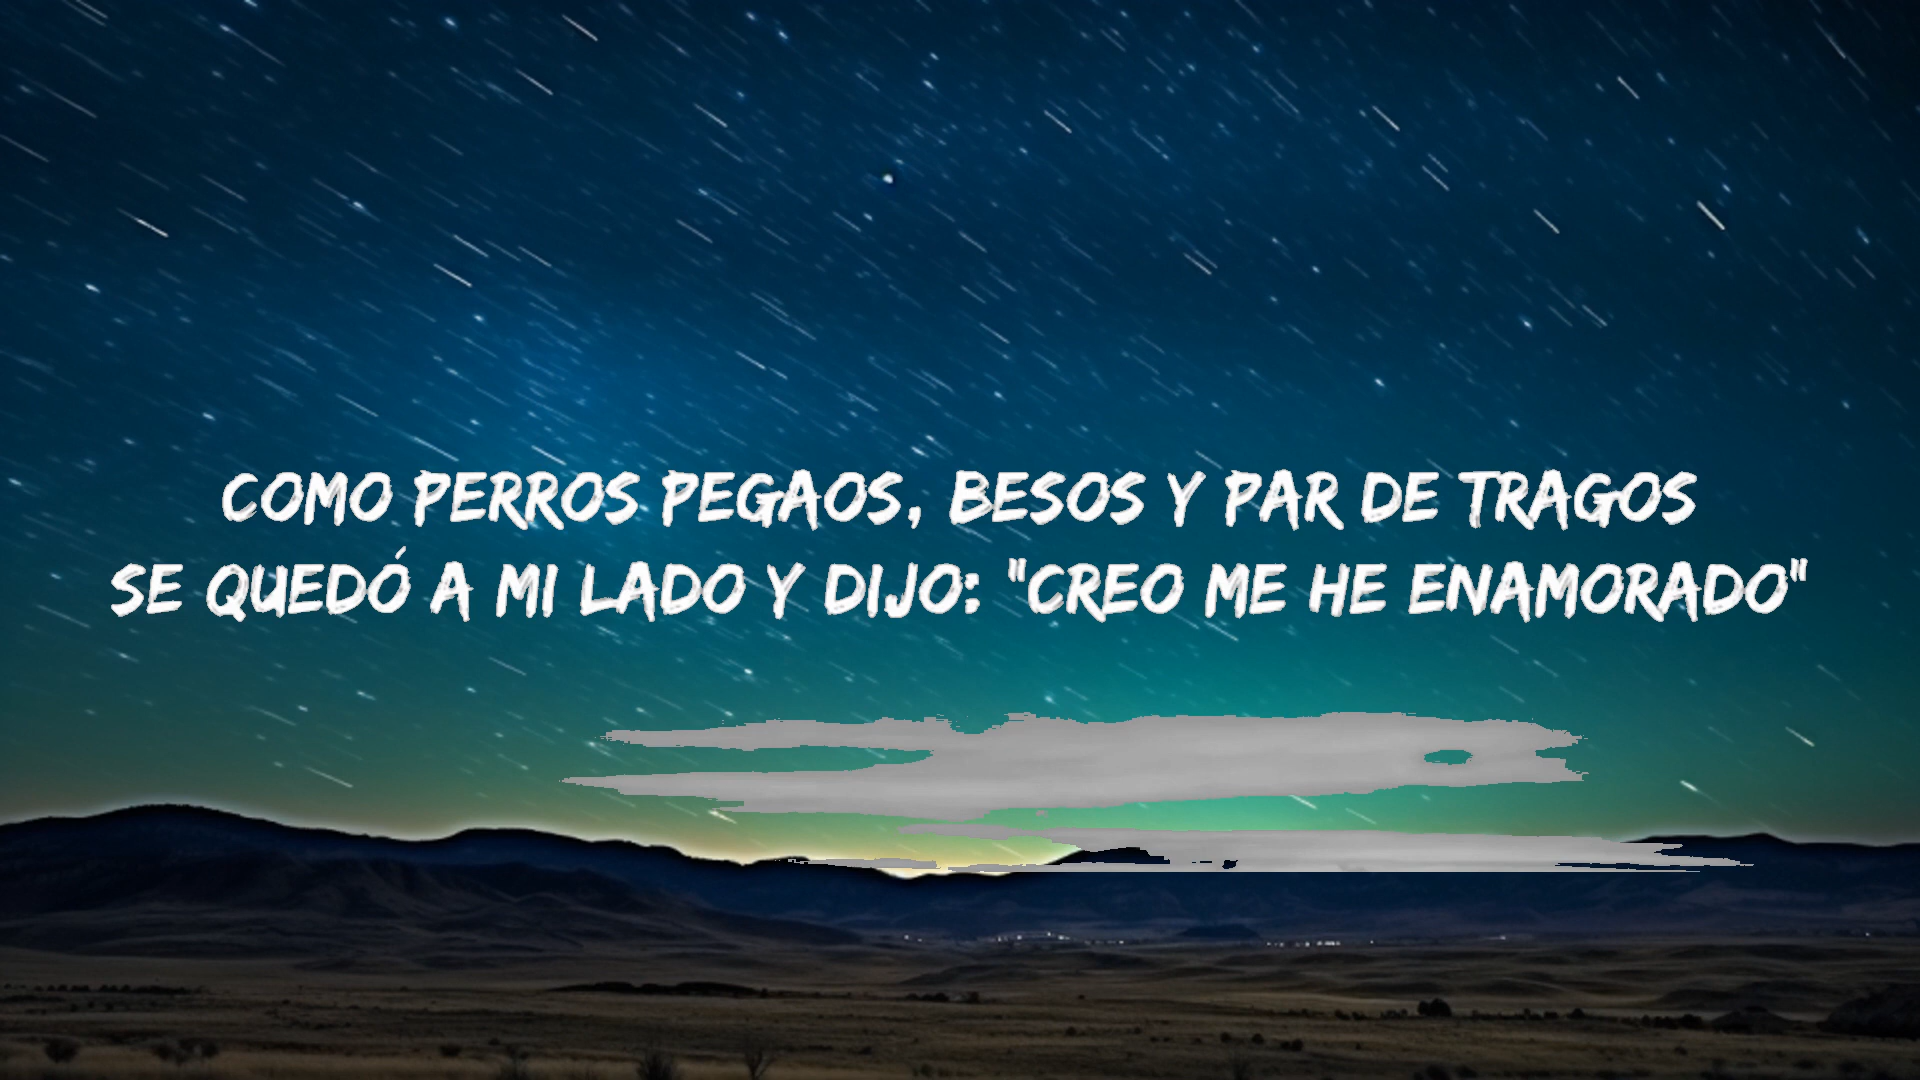 COMO PERROS PEGAOS, BESOS Y PAR DE TRAGOS
SE QUEDÓ A MI LADO Y DIJO: "CREO ME HE ENAMORADO"